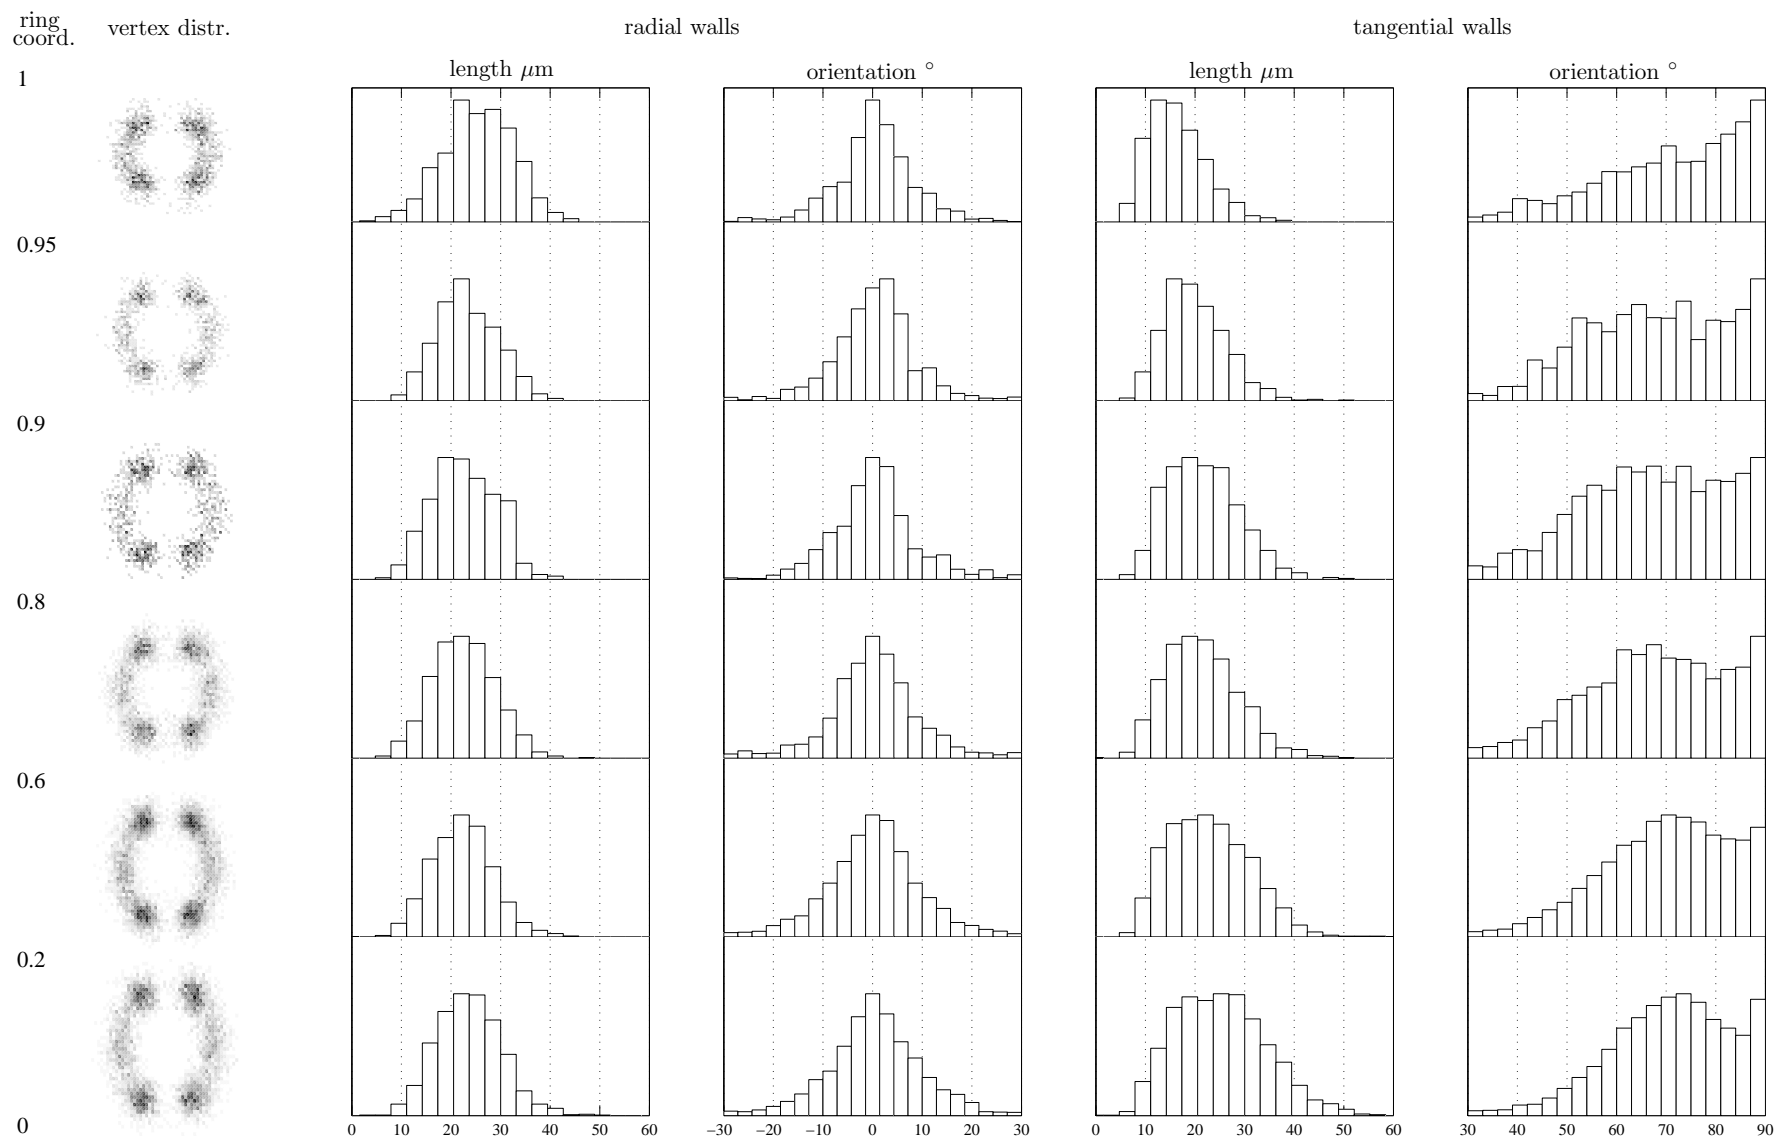 ring coord. vertex distr. radial walls tangential walls
length μm orientation ° length μm orientation °
1
0.95
0.9
0.8
0.6
0.2
0
0 10 20 30 40 50 60 −30 −20 −10 0 10 20 30 0 10 20 30 40 50 60 30 40 50 60 70 80 90